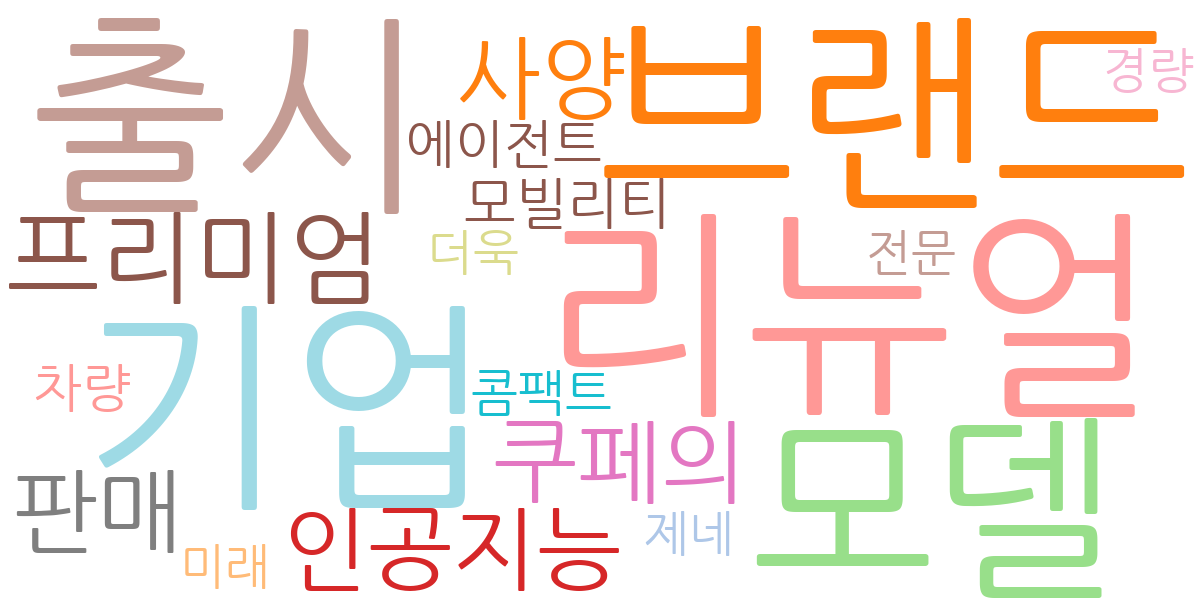 출시
사양
브랜드
경량
에이전트
모빌리티
프리미엄
더욱
리뉴얼
전문
기업
차량
콤팩트
쿠페의
모델
판매
인공지능
제네
미래